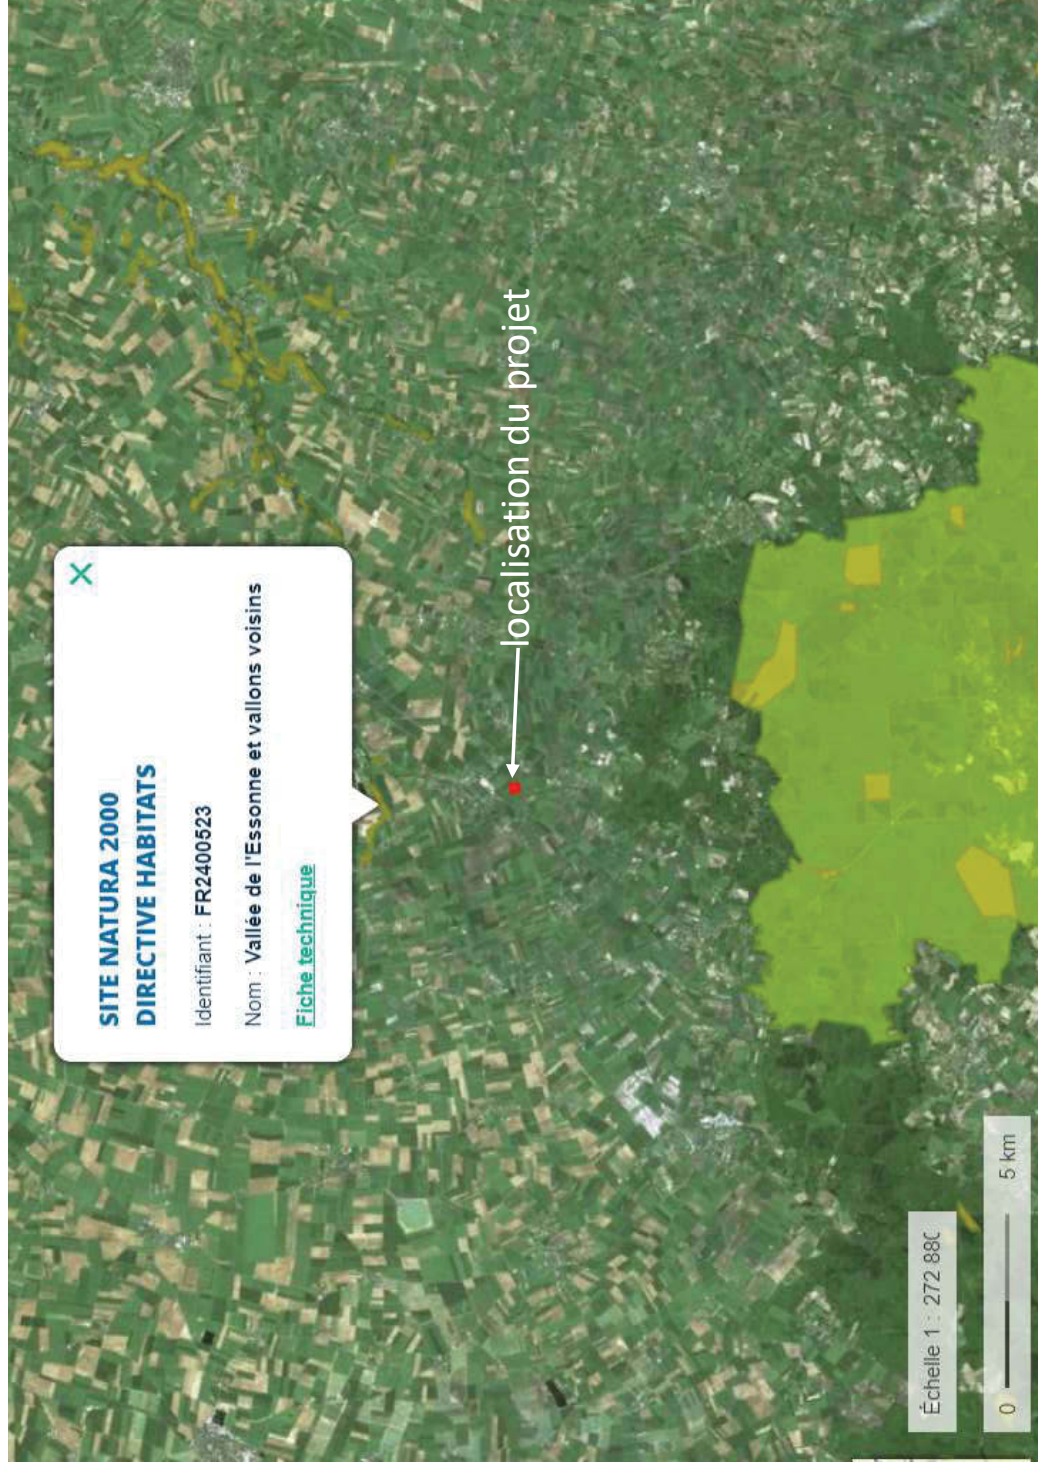 SITE NATURA 2000
DIRECTIVE HABITATS
Identifiant : FR2400523
Nom : Vallée de l'Essonne et vallons voisins
Fiche technique
localisation du projet
Échelle 1 : 272 880
0 5 km